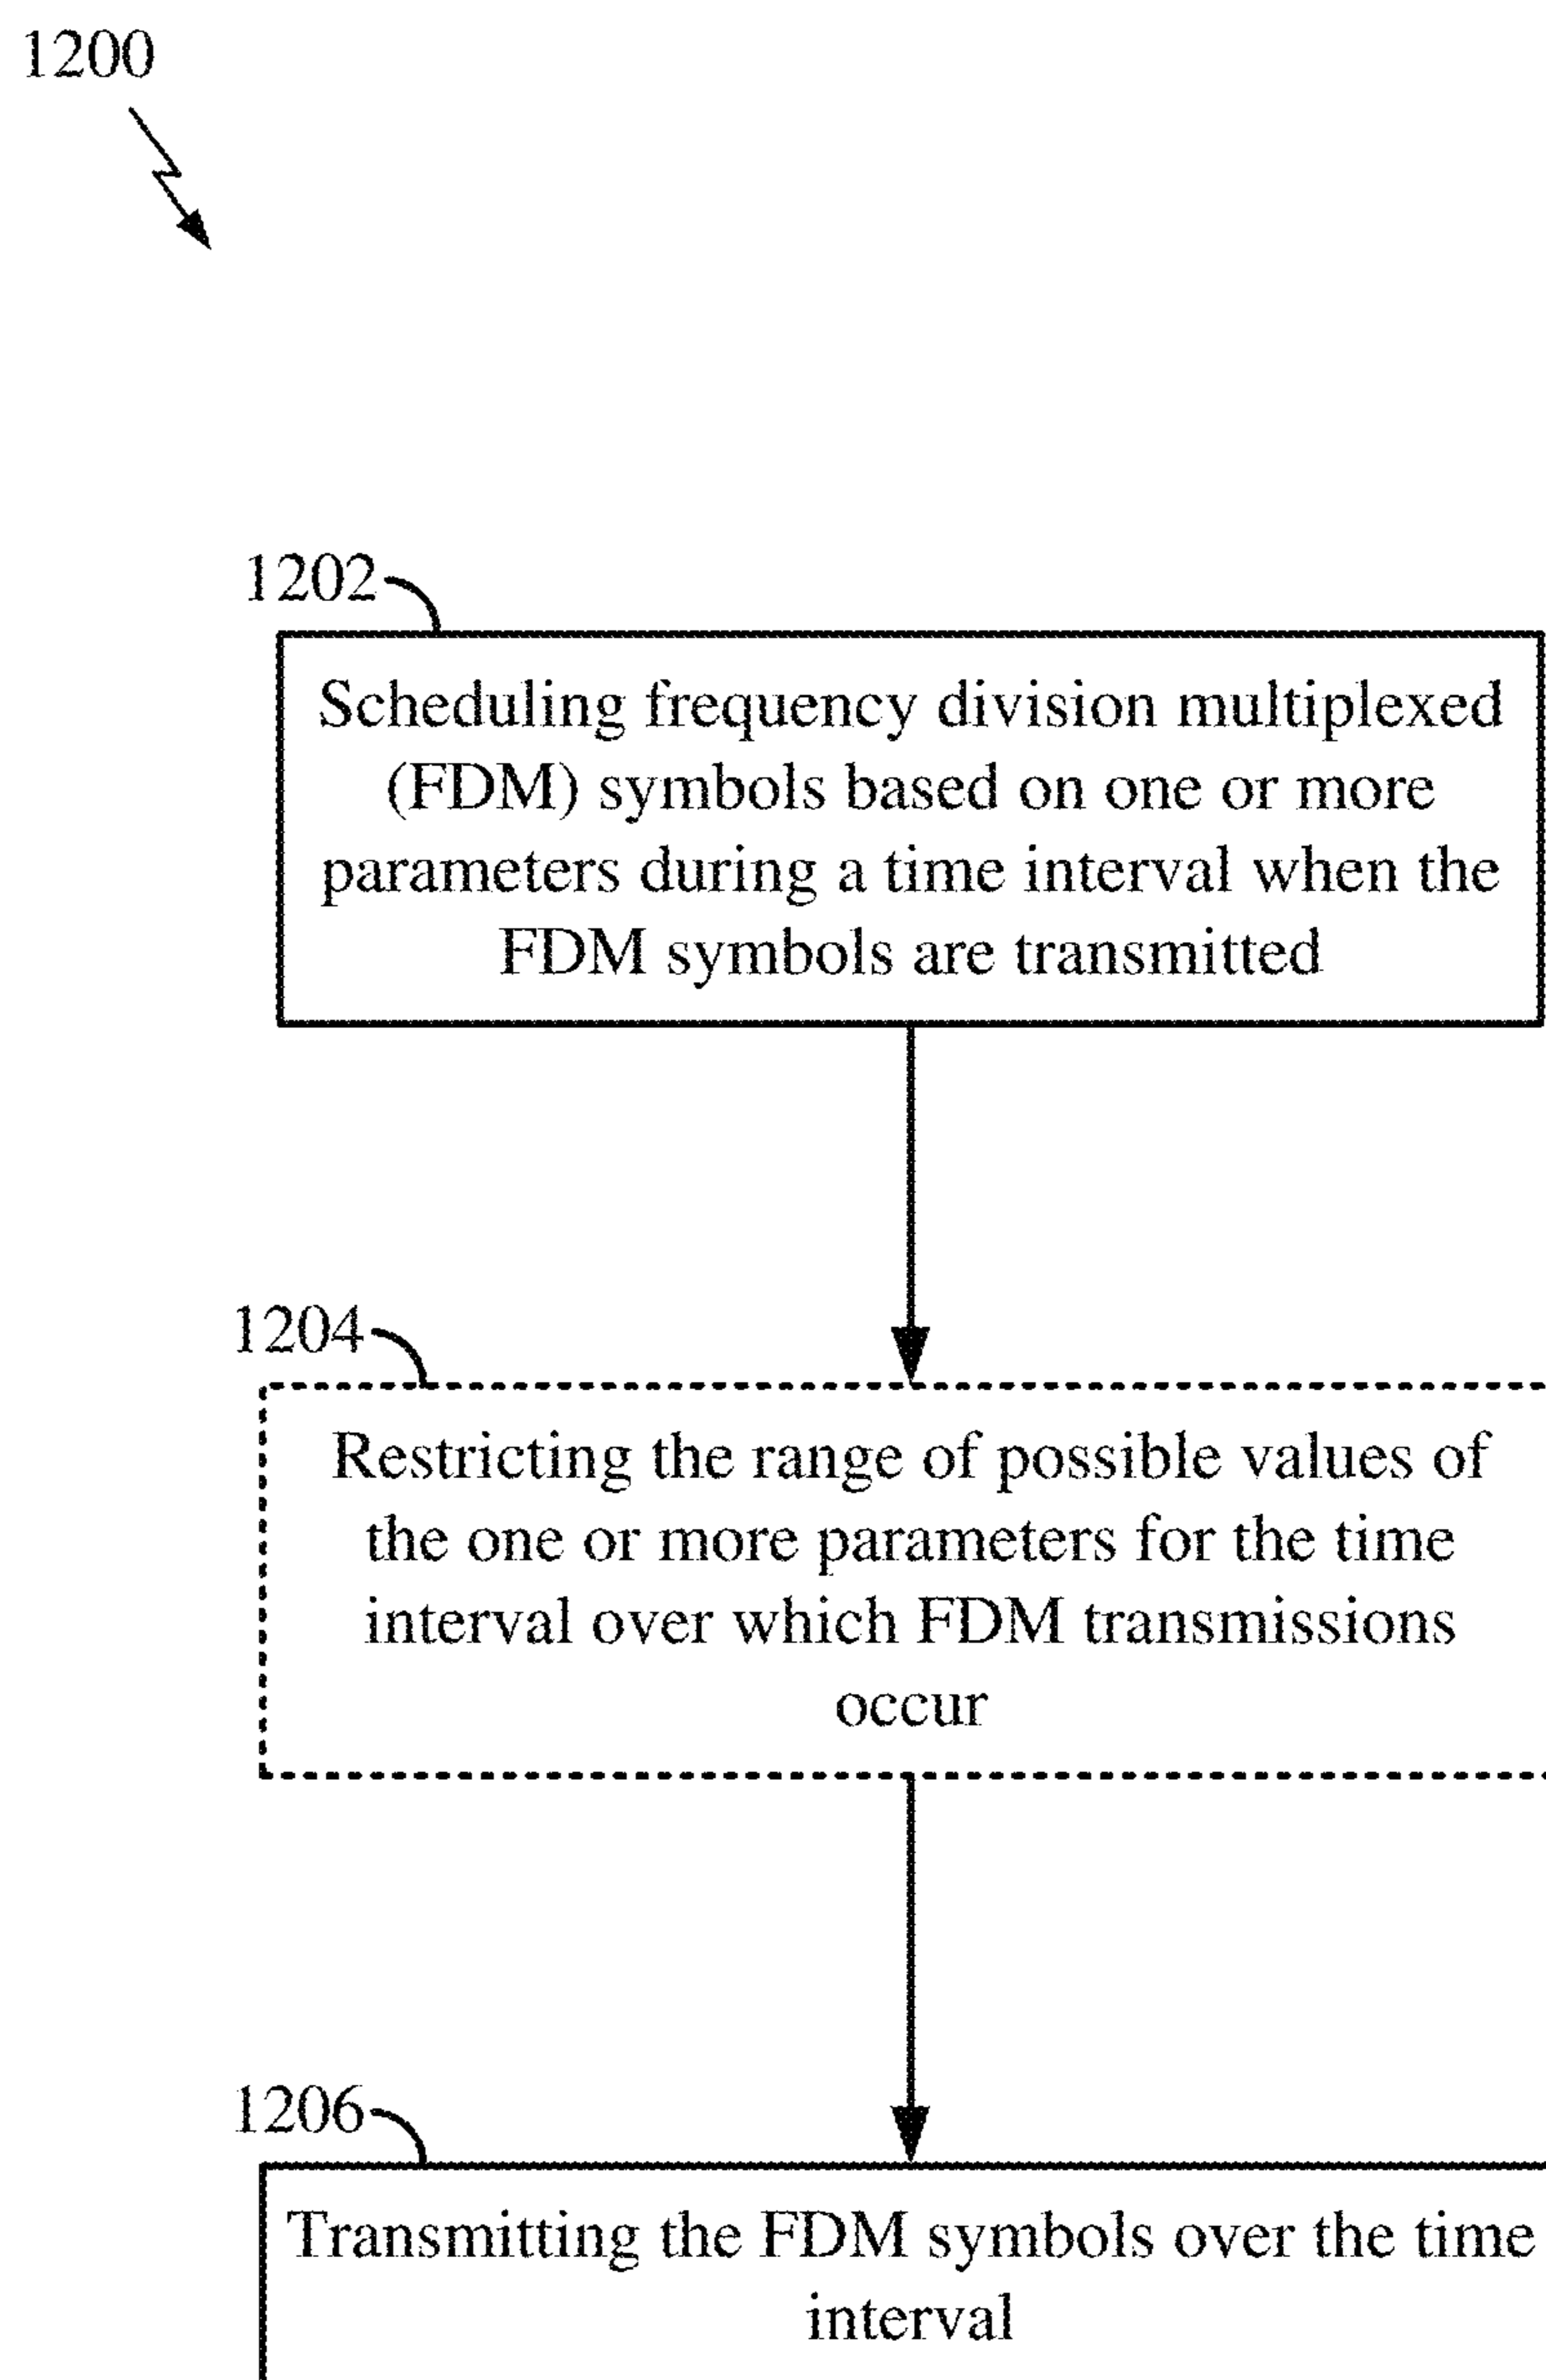 1200
1202
Scheduling frequency division multiplexed
(FDM) symbols based on one or more
parameters during a time interval when the
FDM symbols are transmitted
1204
Restricting the range of possible values of
the one or more parameters for the time
interval over which FDM transmissions
occur
1206
Transmitting the FDM symbols over the time
interval